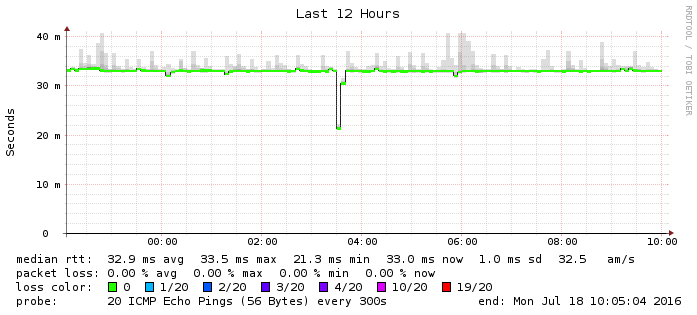 Last 12 Hours
RRDTOOL / TOBI OETIKER
Seconds
40 m
30 m
20 m
10 m
0
00:00 02:00 04:00 06:00 08:00 10:00
median rtt: 32.9 ms avg 33.5 ms max 21.3 ms min 33.0 ms now 1.0 ms sd 32.5 am/s
packet loss: 0.00 % avg 0.00 % max 0.00 % min 0.00 % now
loss color: 0 1/20 2/20 3/20 4/20 10/20 19/20
probe: 20 ICMP Echo Pings (56 Bytes) every 300s end: Mon Jul 18 10:05:04 2016